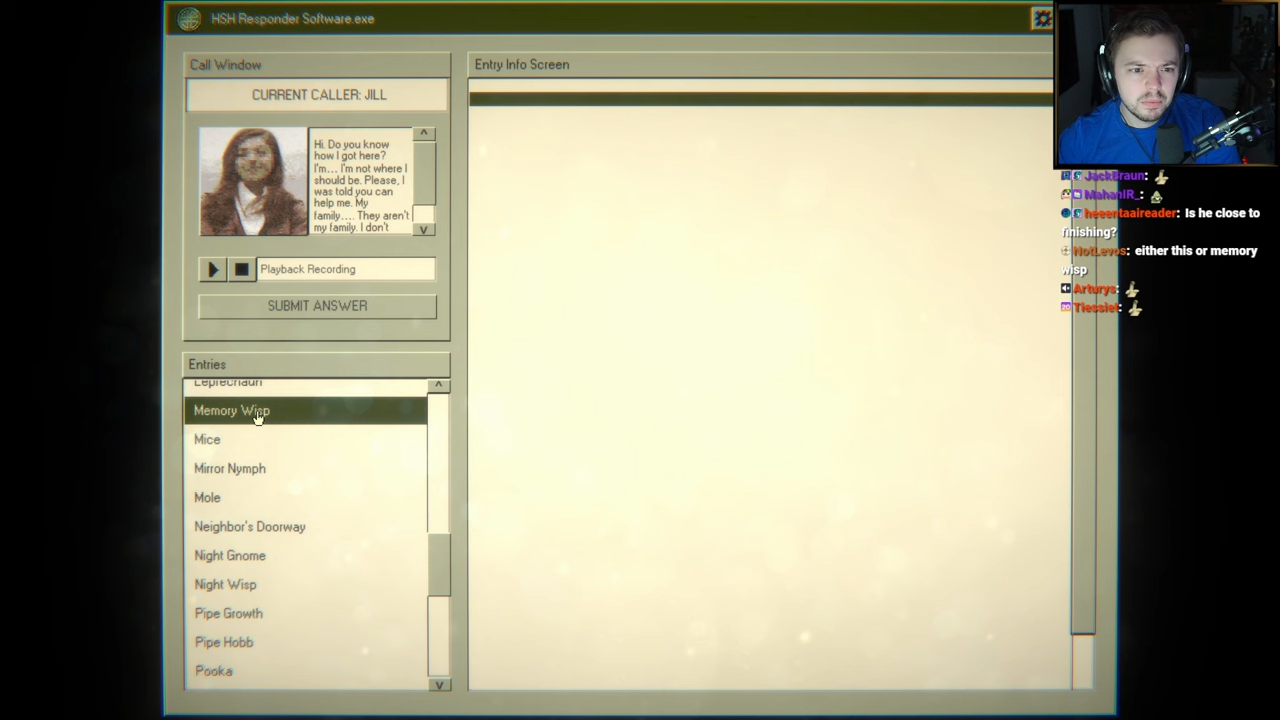 HSH Responder Software.exe
Call Window
CURRENT CALLER: JILL
Hi. Do you know
how I got here?
I'm... I'm not where I
should be. Please, I
was told you can
help me. My
family.... They aren't
my family. I don't
Playback Recording
SUBMIT ANSWER
Entries
Leprechaun
Memory Wisp
Mice
Mirror Nymph
Mole
Neighbor's Doorway
Night Gnome
Night Wisp
Pipe Growth
Pipe Hobb
Pooka
Entry Info Screen
JackBraun:
MahanIR_:
heeentaaireader: Is he close to
finishing?
NotLevos: either this or memory
wisp
Arturys: